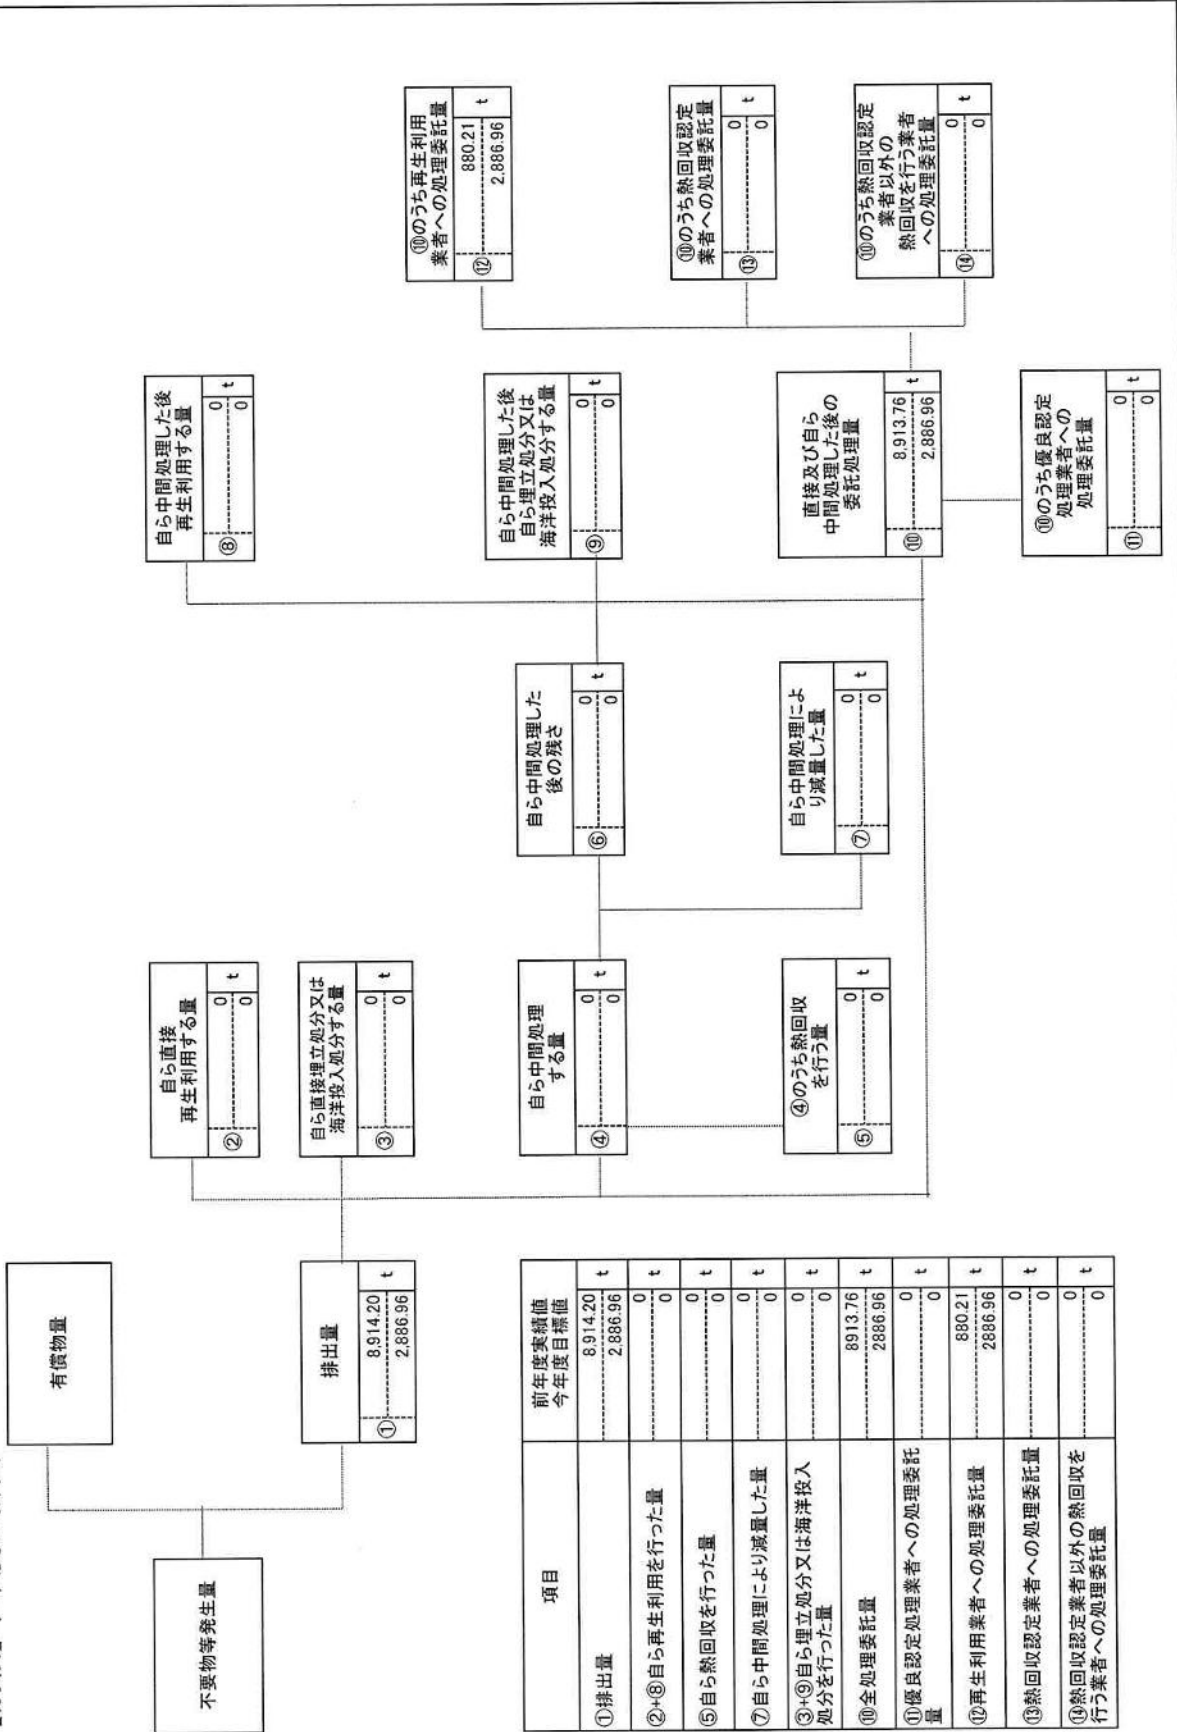 不要物等発生量
有償物量
排出量
①
8,914.20
2,886.96
t
自ら直接
再生利用する量
②
0
0
t
自ら直接埋立処分又は
海洋投入処分する量
③
0
0
t
自ら中間処理
する量
④
0
0
t
④のうち熱回収
を行う量
⑤
0
0
t
自ら中間処理した
後の残さ
⑥
0
0
t
自ら中間処理によ
り減量した量
⑦
0
0
t
自ら中間処理した後
再生利用する量
⑧
0
0
t
自ら中間処理した後
自ら埋立処分又は
海洋投入処分する量
⑨
0
0
t
直接及び自ら
中間処理した後の
委託処理量
⑩
8,913.76
2,886.96
t
⑩のうち優良認定
処理業者への
処理委託量
⑪
0
0
t
⑩のうち再生利用
業者への処理委託量
⑫
880.21
2,886.96
t
⑩のうち熱回収認定
業者への処理委託量
⑬
0
0
t
⑩のうち熱回収認定
業者以外の
熱回収を行う業者
への処理委託量
⑭
0
0
t
項目
前年度実績値
今年度目標値
①排出量
8,914.20
2,886.96
t
②+⑧自ら再生利用を行った量
0
0
t
⑤自ら熱回収を行った量
0
0
t
⑦自ら中間処理により減量した量
0
0
t
③+⑨自ら埋立処分又は海洋投入
処分を行った量
0
0
t
⑩全処理委託量
8913.76
2886.96
t
⑪優良認定処理業者への処理委託
量
0
0
t
⑫再生利用業者への処理委託量
880.21
2886.96
t
⑬熱回収認定業者への処理委託量
0
0
t
⑭熱回収認定業者以外の熱回収を
行う業者への処理委託量
0
0
t